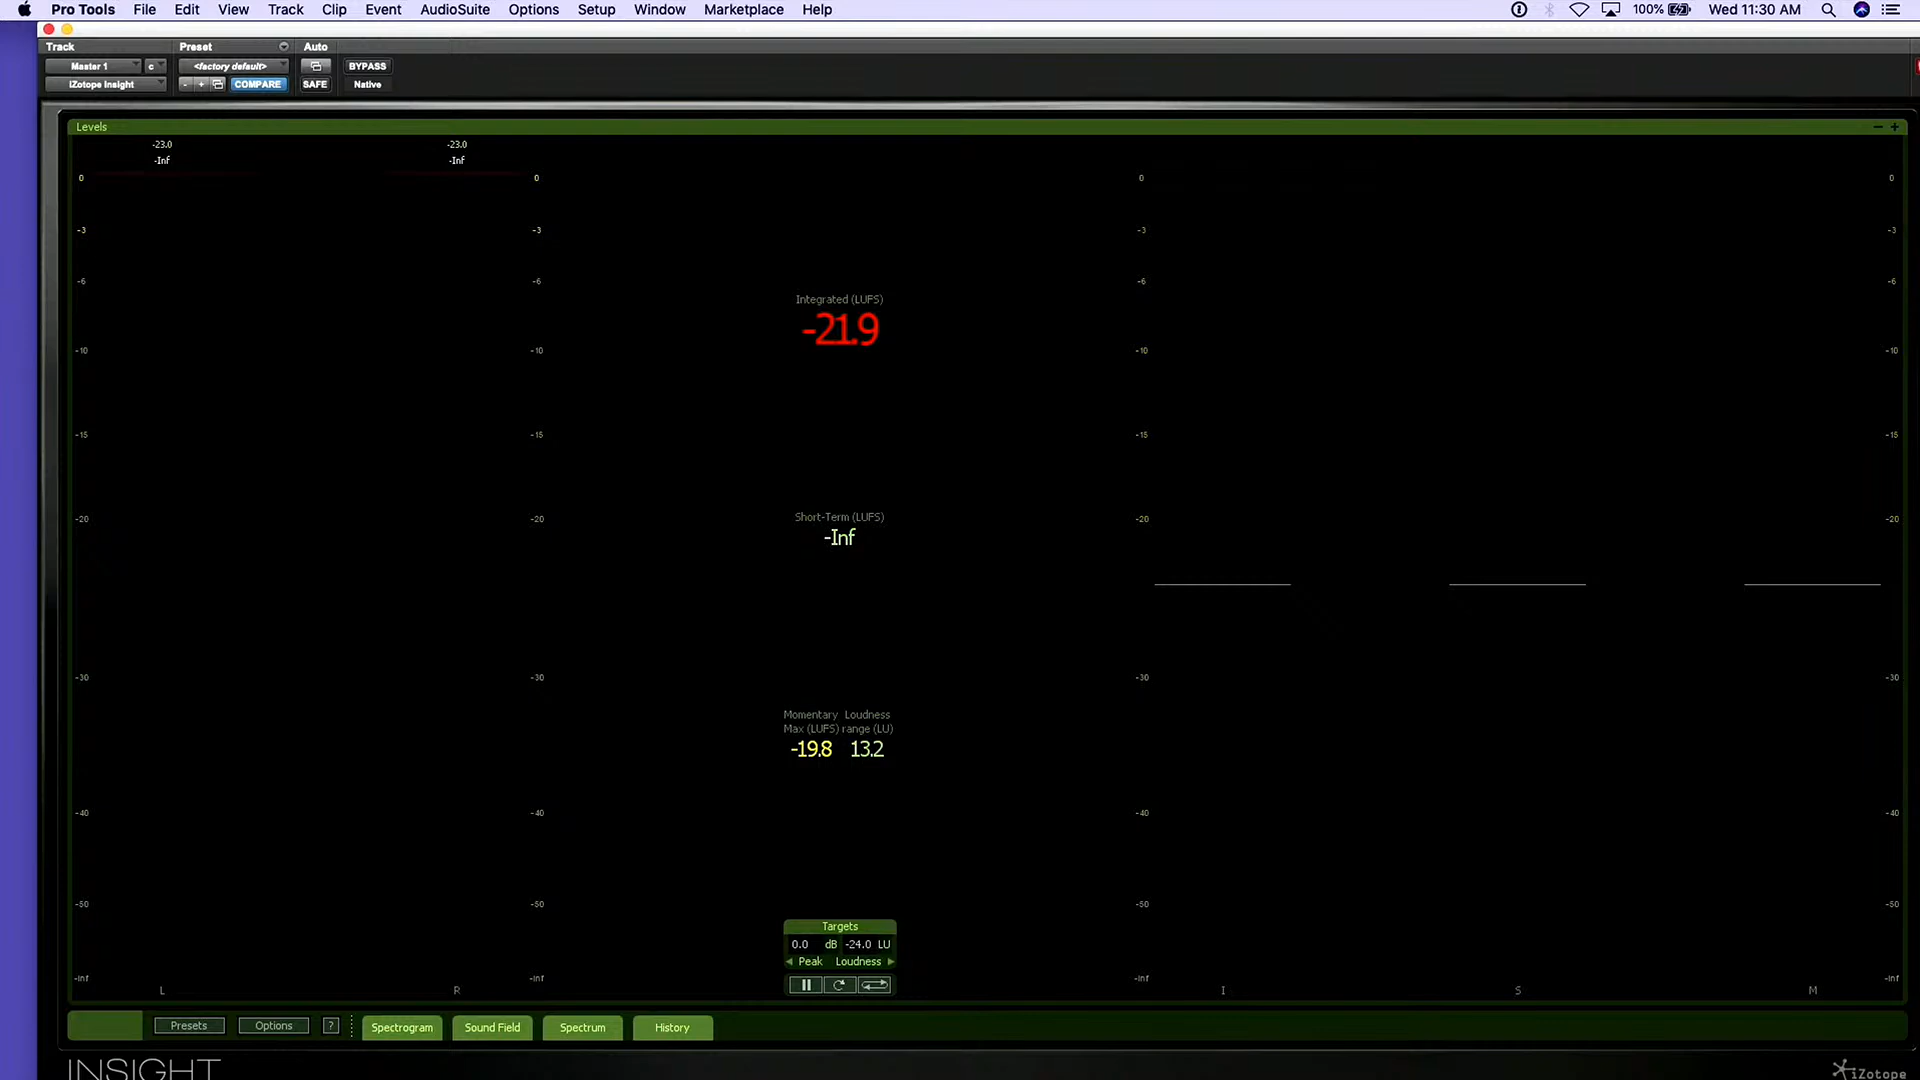 Pro Tools File Edit View Track Clip Event AudioSuite Options Setup Window Marketplace Help 100% Wed 11:30 AM
Track Preset Auto
Master 1 c <factory default> BYPASS
iZotope Insight - + COMPARE SAFE Native
Levels
-23.0 -23.0
-Inf -Inf
0 0 0 0
-3 -3 -3 -3
-6 -6 -6 -6
Integrated (LUFS)
-21.9
-10 -10 -10 -10
-15 -15 -15 -15
Short-Term (LUFS)
-20 -20 -20 -20
-Inf
-30 -30 -30 -30
Momentary Loudness
Max (LUFS) range (LU)
-19.8 13.2
-40 -40 -40 -40
-50 -50 -50 -50
Targets
0.0 dB -24.0 LU
Peak Loudness
-inf -inf -inf -inf
L R I S M
Presets Options ? Spectrogram Sound Field Spectrum History
INSIGHT iZotope